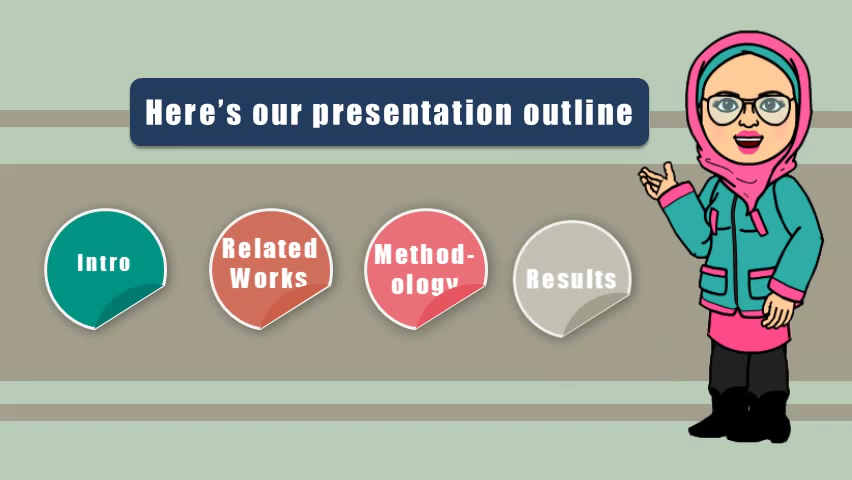 Here’s our presentation outline
Intro
Related
Works
Method-
ology
Results